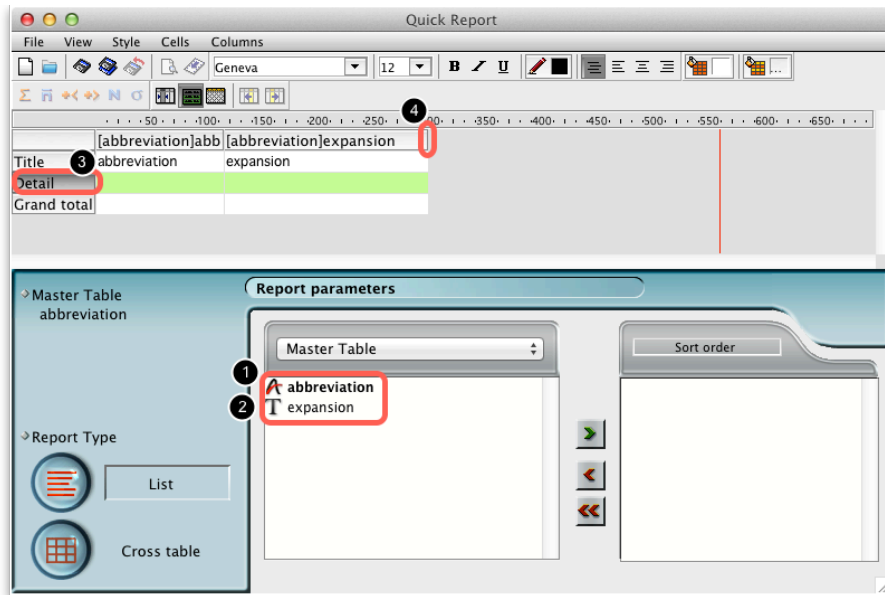 Quick Report
File View Style Cells Columns
Geneva 12 B I U ...
Σ N σ
4
50 100 150 200 250 00 350 400 450 500 550 600 650
[abbreviation]abb [abbreviation]expansion
Title 3 abbreviation expansion
Detail
Grand total
Master Table
abbreviation
Report parameters
Master Table
Sort order
1
abbreviation
2
T expansion
Report Type
List
Cross table